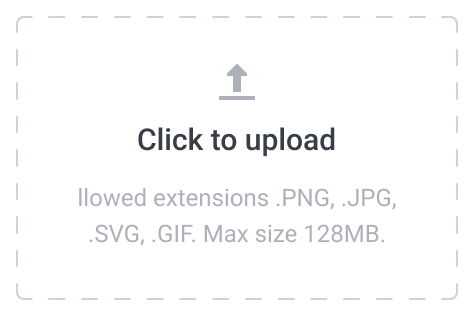 Click to upload
llowed extensions .PNG, .JPG,
.SVG, .GIF. Max size 128MB.